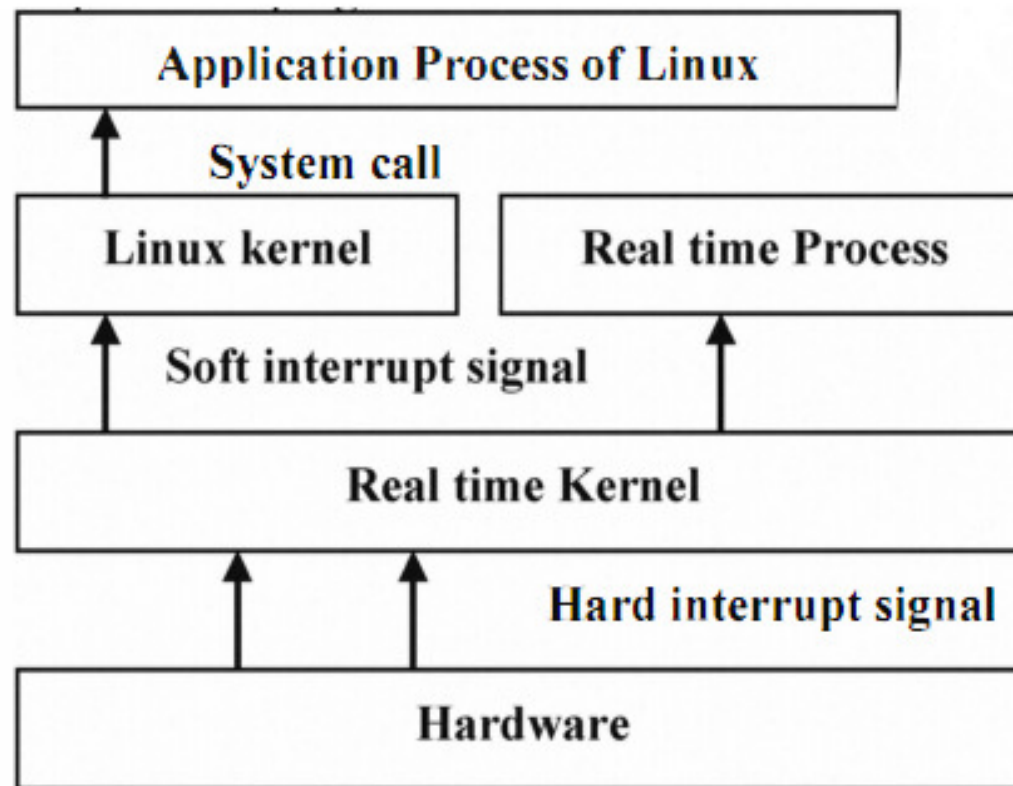 Application Process of Linux
System call
Linux kernel
Real time Process
Soft interrupt signal
Real time Kernel
Hard interrupt signal
Hardware